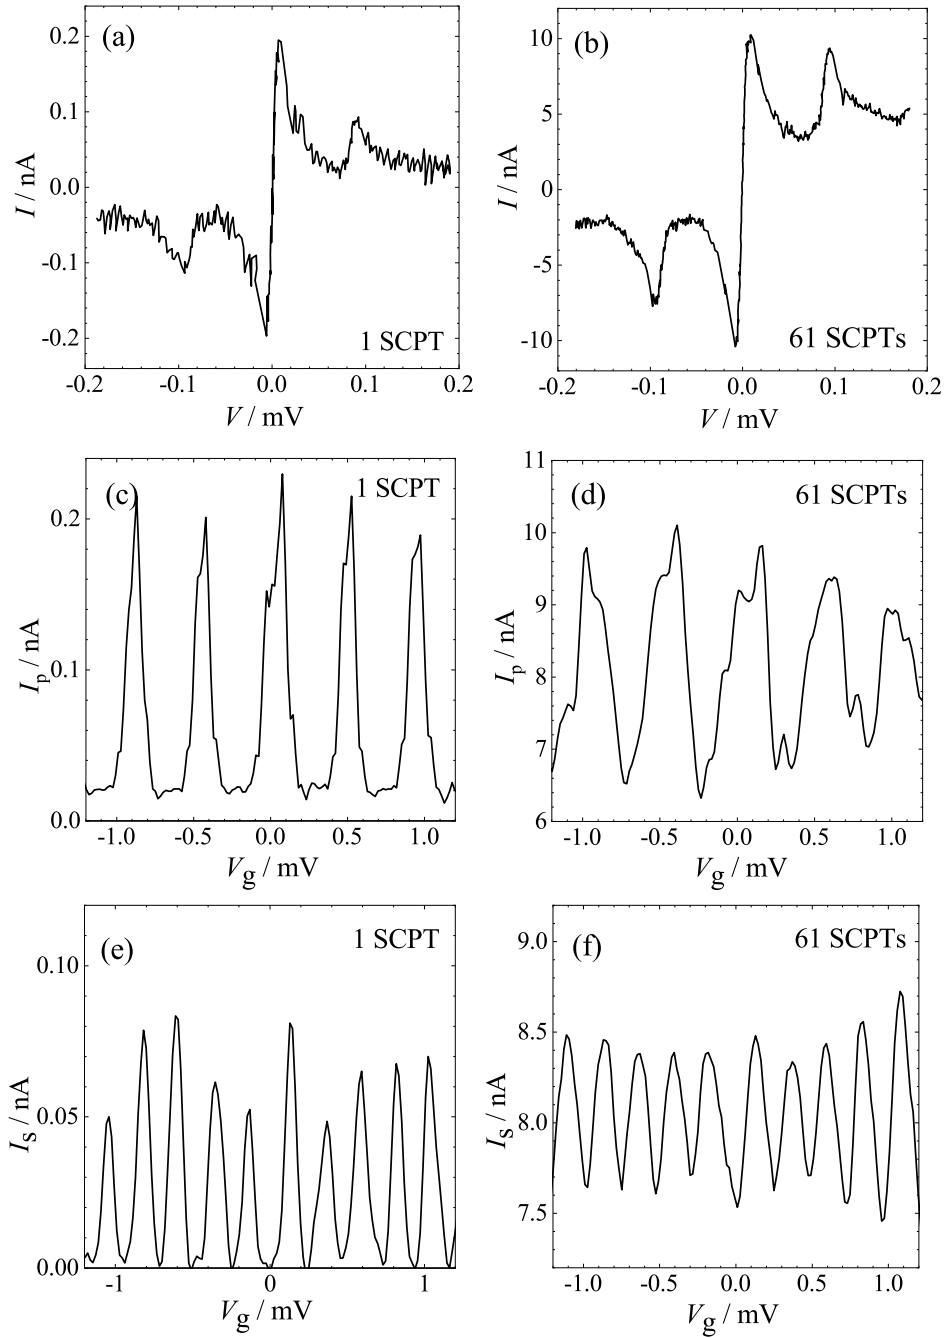 (a)
0.2
0.1
0.0
-0.1
-0.2
I / nA
1 SCPT
-0.2 -0.1 0.0 0.1 0.2
V / mV
(b)
10
5
0
-5
-10
I / nA
61 SCPTs
-0.2 -0.1 0.0 0.1 0.2
V / mV
(c)
1 SCPT
0.2
0.1
0.0
Ip / nA
-1.0 -0.5 0.0 0.5 1.0
Vg / mV
(d)
61 SCPTs
11
10
9
8
7
6
Ip / nA
-1.0 -0.5 0.0 0.5 1.0
Vg / mV
(e)
1 SCPT
0.10
0.05
0.00
Is / nA
-1 0 1
Vg / mV
(f)
61 SCPTs
9.0
8.5
8.0
7.5
Is / nA
-1.0 -0.5 0.0 0.5 1.0
Vg / mV